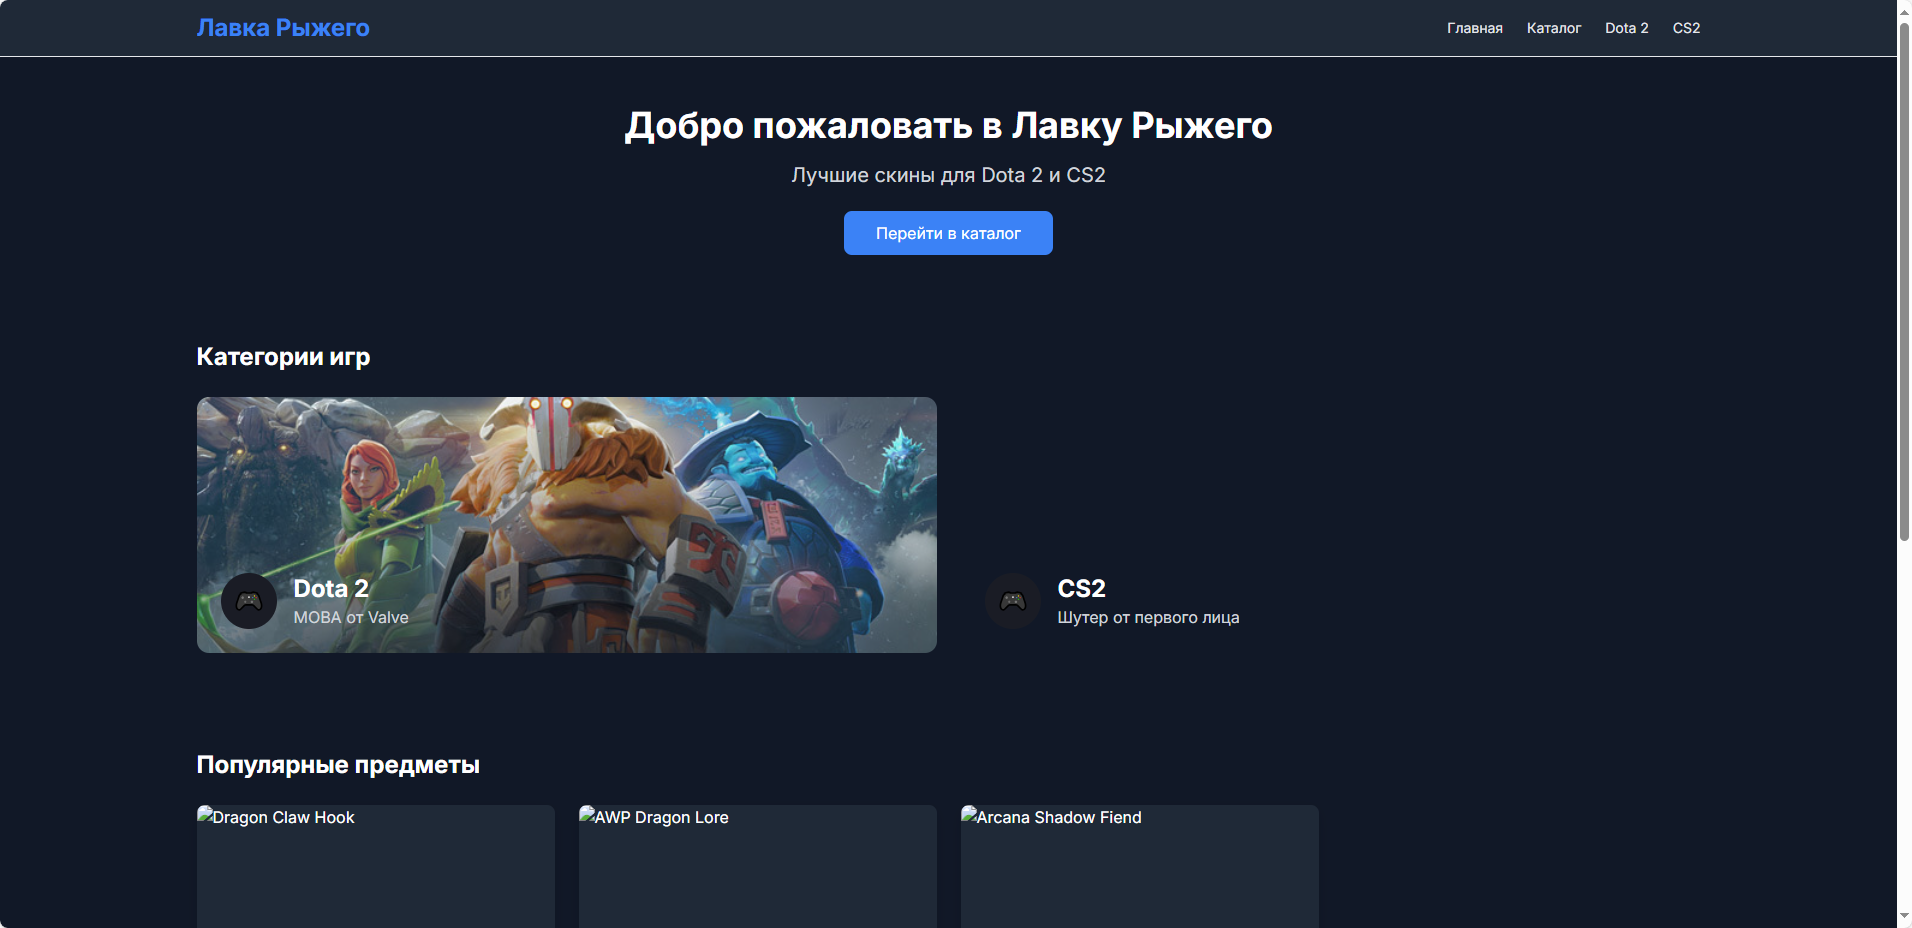 Лавка Рыжего
Главная Каталог Dota 2 CS2
Добро пожаловать в Лавку Рыжего
Лучшие скины для Dota 2 и CS2
Перейти в каталог
Категории игр
Dota 2
MOBA от Valve
CS2
Шутер от первого лица
Популярные предметы
Dragon Claw Hook
AWP Dragon Lore
Arcana Shadow Fiend